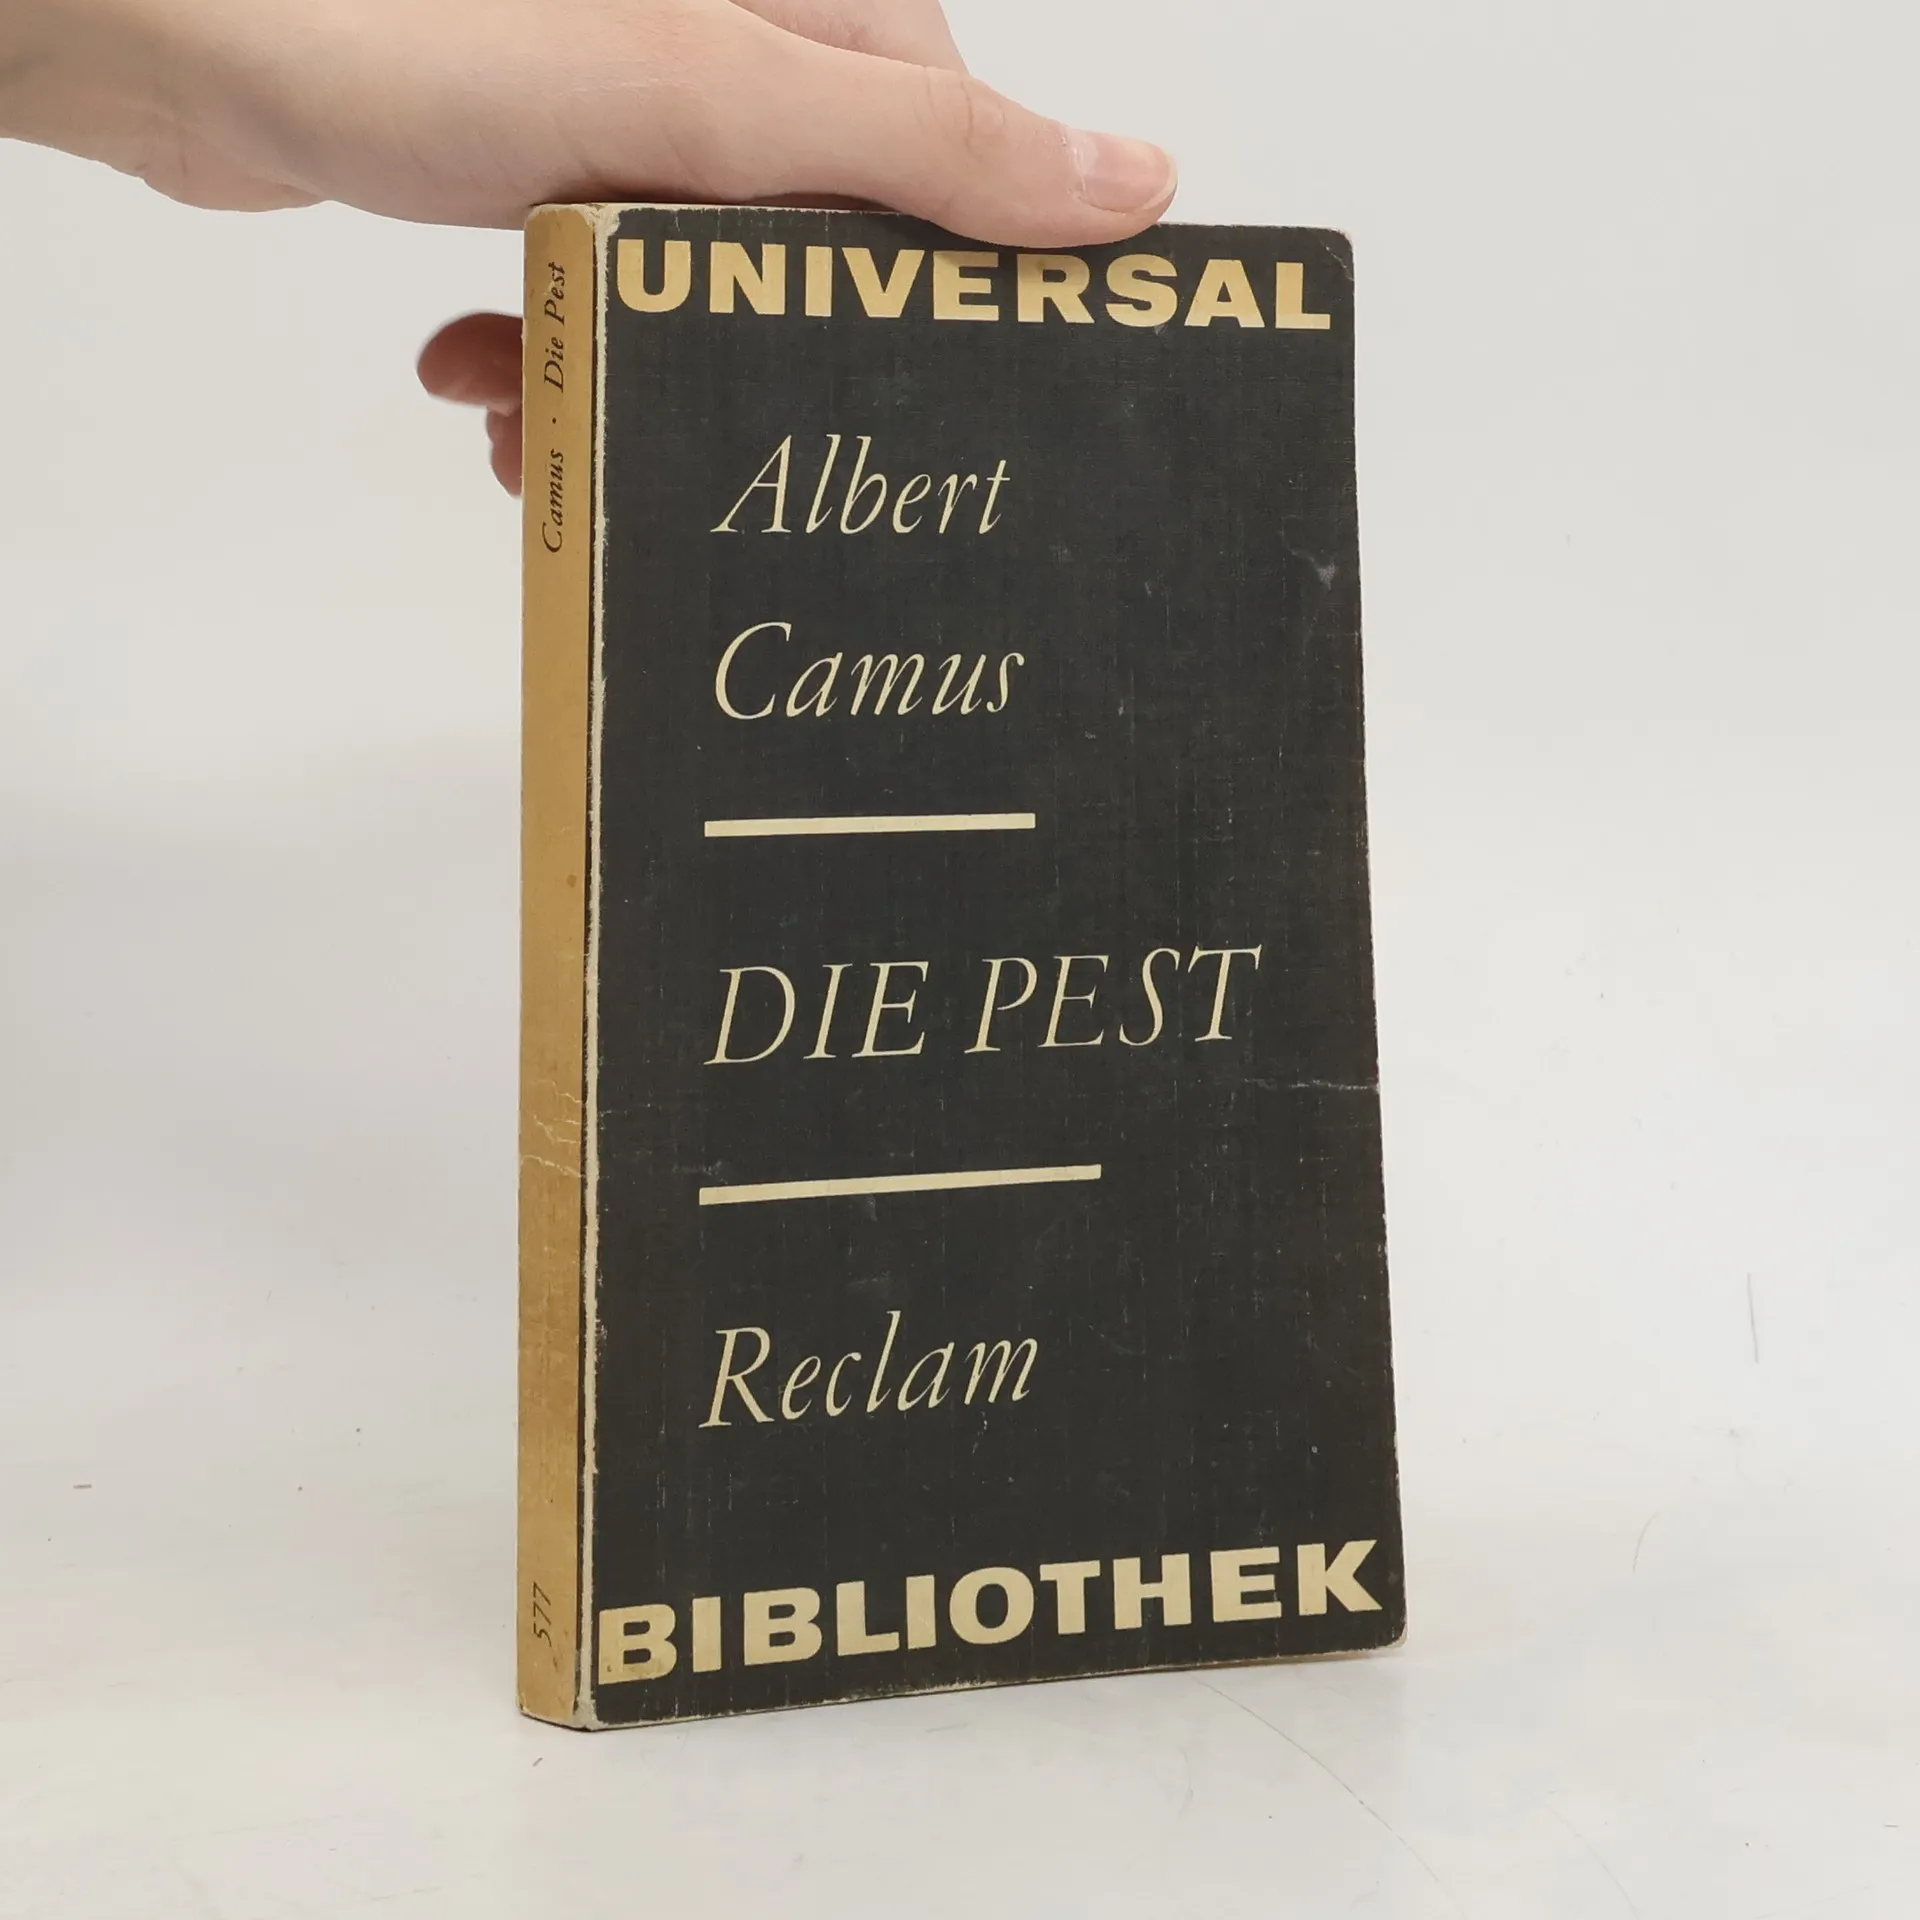 UNIVERSAL
Albert
Camus
DIE PEST
Reclam
BIBLIOTHEK
Camus · Die Pest
577